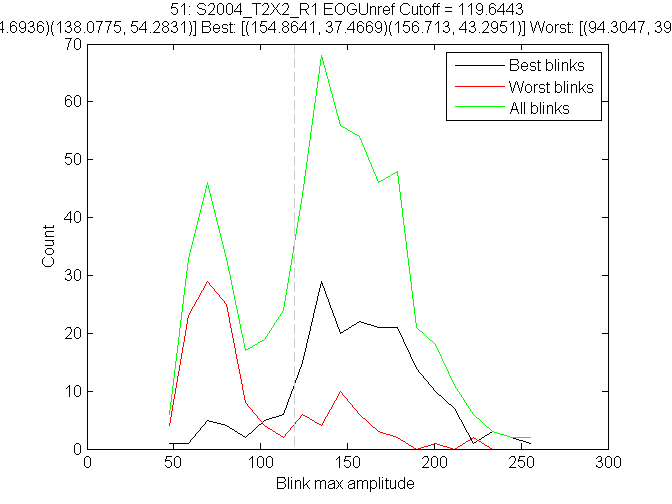 51: S2004_T2X2_R1 EOGUnref Cutoff = 119.6443
4.6936)(138.0775, 54.2831)] Best: [(154.8641, 37.4669)(156.713, 43.2951)] Worst: [(94.3047, 39
70
60
50
40
30
20
10
0
Count
Best blinks
Worst blinks
All blinks
0 50 100 150 200 250 300
Blink max amplitude